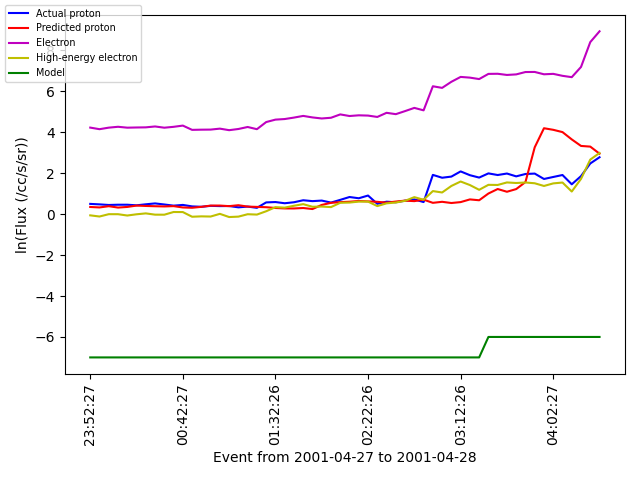 Actual proton
Predicted proton
Electron
High-energy electron
Model
8
6
4
2
0
−2
−4
−6
ln(Flux (/cc/s/sr))
23:52:27
00:42:27
01:32:26
02:22:26
03:12:26
04:02:27
Event from 2001-04-27 to 2001-04-28